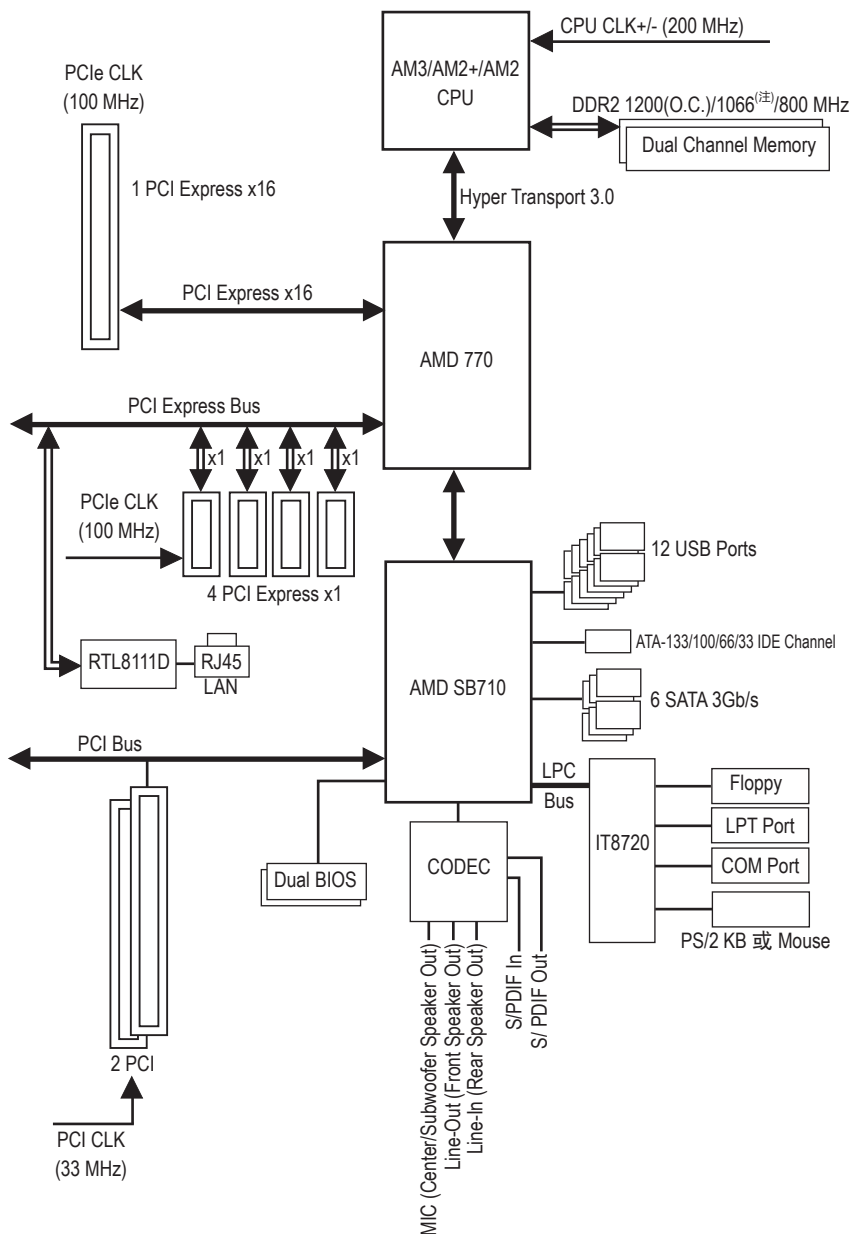 CPU CLK+/- (200 MHz)
AM3/AM2+/AM2
CPU
PCIe CLK
(100 MHz)
DDR2 1200(O.C.)/1066(注)/800 MHz
Dual Channel Memory
1 PCI Express x16
Hyper Transport 3.0
PCI Express x16
AMD 770
PCI Express Bus
x1
x1
x1
x1
PCIe CLK
(100 MHz)
4 PCI Express x1
12 USB Ports
ATA-133/100/66/33 IDE Channel
RTL8111D
RJ45
LAN
AMD SB710
6 SATA 3Gb/s
PCI Bus
LPC
Bus
IT8720
Floppy
LPT Port
COM Port
PS/2 KB 或 Mouse
Dual BIOS
CODEC
MIC (Center/Subwoofer Speaker Out)
Line-Out (Front Speaker Out)
Line-In (Rear Speaker Out)
S/PDIF In
S/ PDIF Out
2 PCI
PCI CLK
(33 MHz)